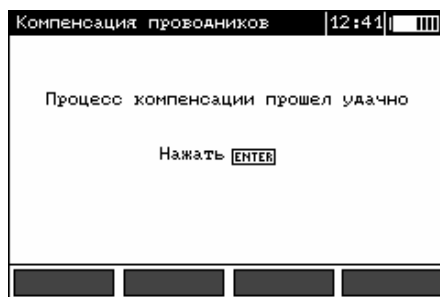 Компенсация проводников 12:41
Процесс компенсации прошел удачно
Нажать ENTER